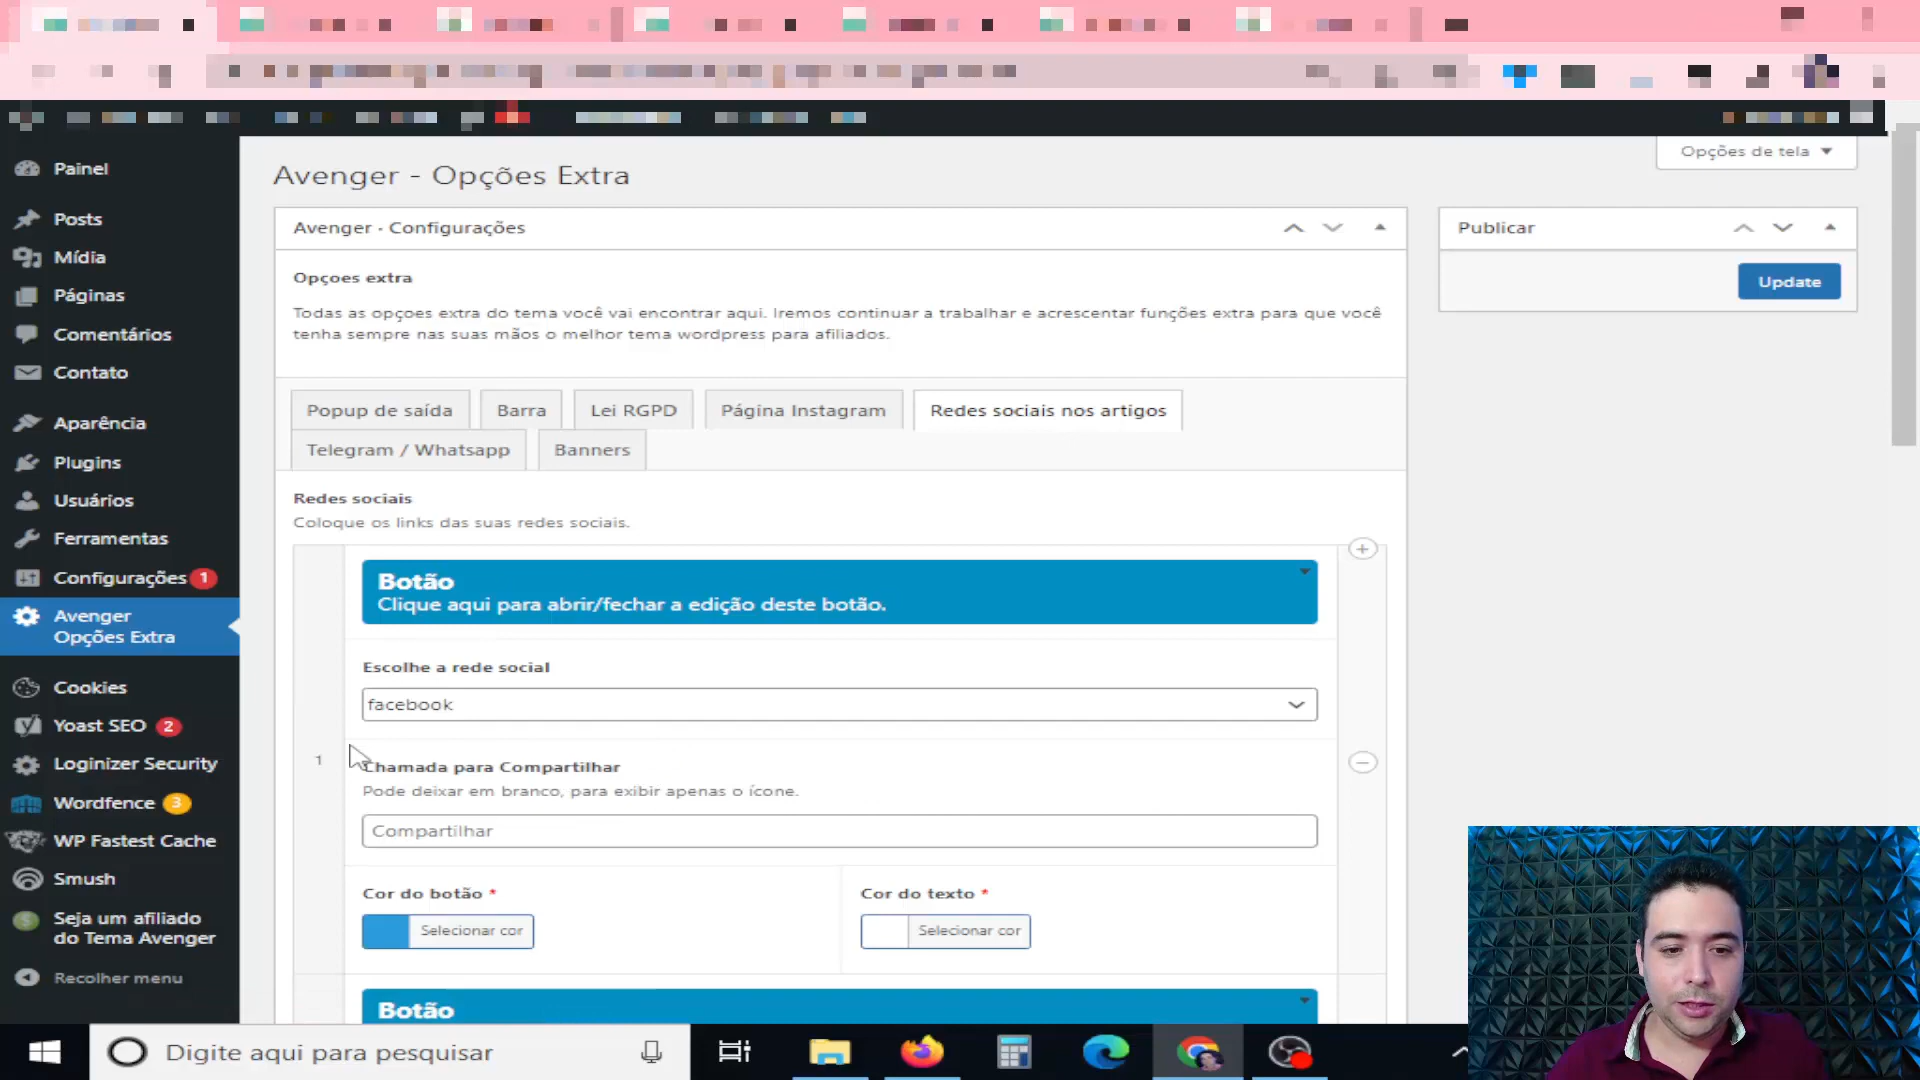 Opções de tela
Painel
Posts
Mídia
Páginas
Comentários
Contato
Aparência
Plugins
Usuários
Ferramentas
Configurações 1
Avenger
Opções Extra
Cookies
Yoast SEO 2
Loginizer Security
Wordfence 3
WP Fastest Cache
Smush
Seja um afiliado
do Tema Avenger
Recolher menu
Avenger - Opções Extra
Avenger - Configurações
Opçoes extra
Todas as opçoes extra do tema você vai encontrar aqui. Iremos continuar a trabalhar e acrescentar funções extra para que você
tenha sempre nas suas mãos o melhor tema wordpress para afiliados.
Popup de saída
Barra
Lei RGPD
Página Instagram
Redes sociais nos artigos
Telegram / Whatsapp
Banners
Redes sociais
Coloque os links das suas redes sociais.
Botão
Clique aqui para abrir/fechar a edição deste botão.
Escolhe a rede social
facebook
1
Chamada para Compartilhar
Pode deixar em branco, para exibir apenas o ícone.
Compartilhar
Cor do botão *
Selecionar cor
Cor do texto *
Selecionar cor
Botão
Publicar
Update
Digite aqui para pesquisar